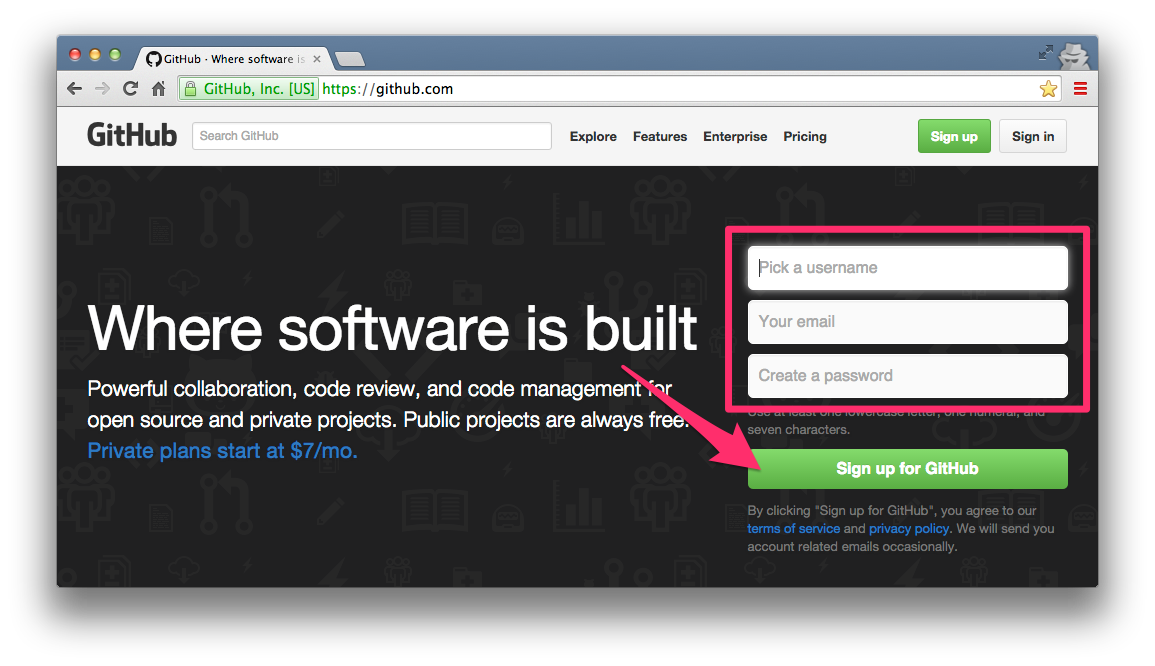 GitHub · Where software is
GitHub, Inc. [US] https://github.com
GitHub Search GitHub Explore Features Enterprise Pricing Sign up Sign in
Pick a username
Your email
Create a password
Use at least one lowercase letter, one numeral, and
seven characters.
Sign up for GitHub
By clicking "Sign up for GitHub", you agree to our
terms of service and privacy policy. We will send you
account related emails occasionally.
Where software is built
Powerful collaboration, code review, and code management for
open source and private projects. Public projects are always free.
Private plans start at $7/mo.